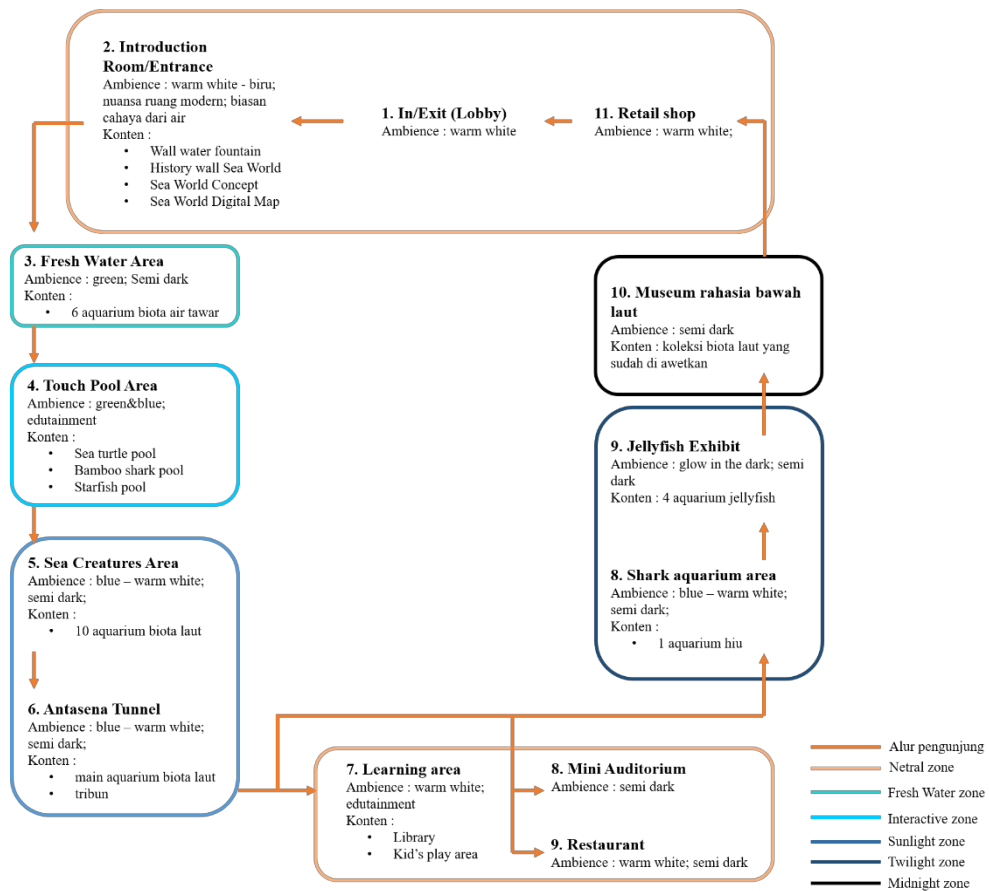 2. Introduction
Room/Entrance
Ambience : warm white - biru;
nuansa ruang modern; biasan
cahaya dari air
Konten :
• Wall water fountain
• History wall Sea World
• Sea World Concept
• Sea World Digital Map
1. In/Exit (Lobby)
Ambience : warm white
11. Retail shop
Ambience : warm white;
3. Fresh Water Area
Ambience : green; Semi dark
Konten :
• 6 aquarium biota air tawar
4. Touch Pool Area
Ambience : green&blue;
edutainment
Konten :
• Sea turtle pool
• Bamboo shark pool
• Starfish pool
5. Sea Creatures Area
Ambience : blue – warm white;
semi dark;
Konten :
• 10 aquarium biota laut
6. Antasena Tunnel
Ambience : blue – warm white;
semi dark;
Konten :
• main aquarium biota laut
• tribun
7. Learning area
Ambience : warm white;
edutainment
Konten :
• Library
• Kid's play area
8. Mini Auditorium
Ambience : semi dark
9. Restaurant
Ambience : warm white; semi dark
10. Museum rahasia bawah
laut
Ambience : semi dark
Konten : koleksi biota laut yang
sudah di awetkan
9. Jellyfish Exhibit
Ambience : glow in the dark; semi
dark
Konten : 4 aquarium jellyfish
8. Shark aquarium area
Ambience : blue – warm white;
semi dark;
Konten :
• 1 aquarium hiu
Alur pengunjung
Netral zone
Fresh Water zone
Interactive zone
Sunlight zone
Twilight zone
Midnight zone